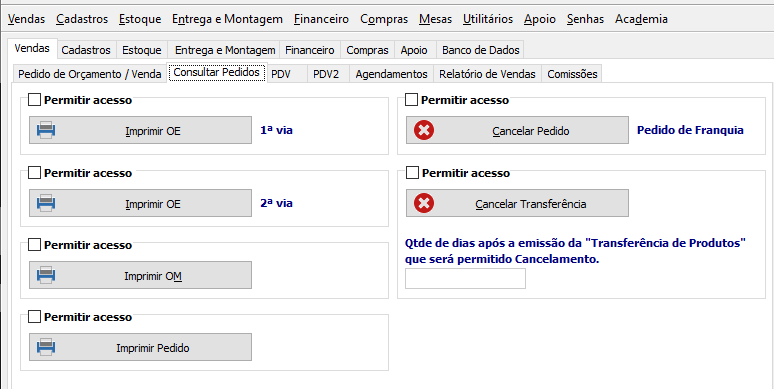 Vendas Cadastros Estoque Entrega e Montagem Financeiro Compras Mesas Utilitários Apoio Senhas Academia
Vendas Cadastros Estoque Entrega e Montagem Financeiro Compras Apoio Banco de Dados
Pedido de Orçamento / Venda Consultar Pedidos PDV PDV2 Agendamentos Relatório de Vendas Comissões
Permitir acesso
Imprimir OE 1ª via
Permitir acesso
Imprimir OE 2ª via
Permitir acesso
Imprimir OM
Permitir acesso
Imprimir Pedido
Permitir acesso
Cancelar Pedido Pedido de Franquia
Permitir acesso
Cancelar Transferência
Qtde de dias após a emissão da "Transferência de Produtos"
que será permitido Cancelamento.